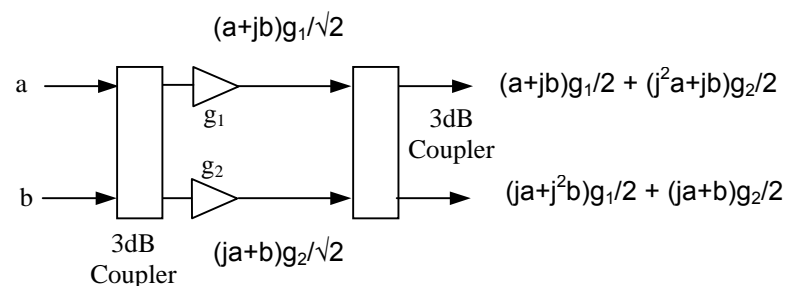 (a+jb)g₁/√2
a
g₁
(a+jb)g₁/2 + (j²a+jb)g₂/2
3dB
Coupler
g₂
b
(ja+j²b)g₁/2 + (ja+b)g₂/2
3dB
Coupler
(ja+b)g₂/√2